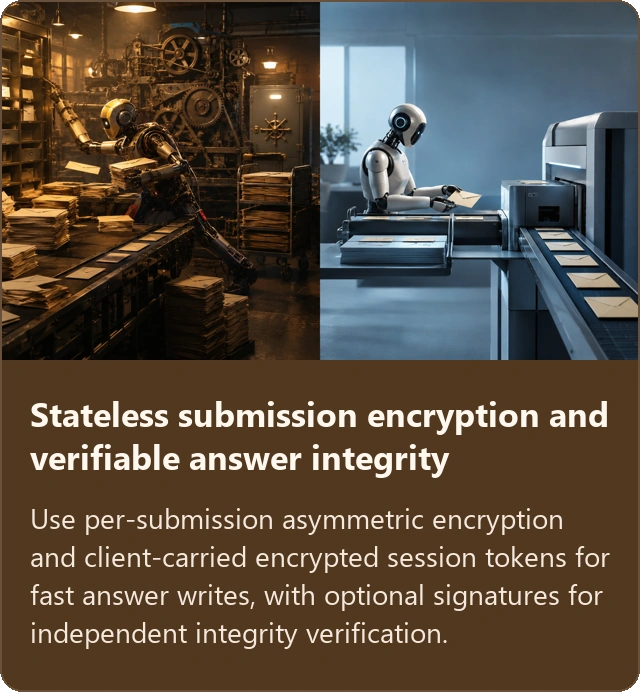 Stateless submission encryption and
verifiable answer integrity
Use per-submission asymmetric encryption
and client-carried encrypted session tokens for
fast answer writes, with optional signatures for
independent integrity verification.